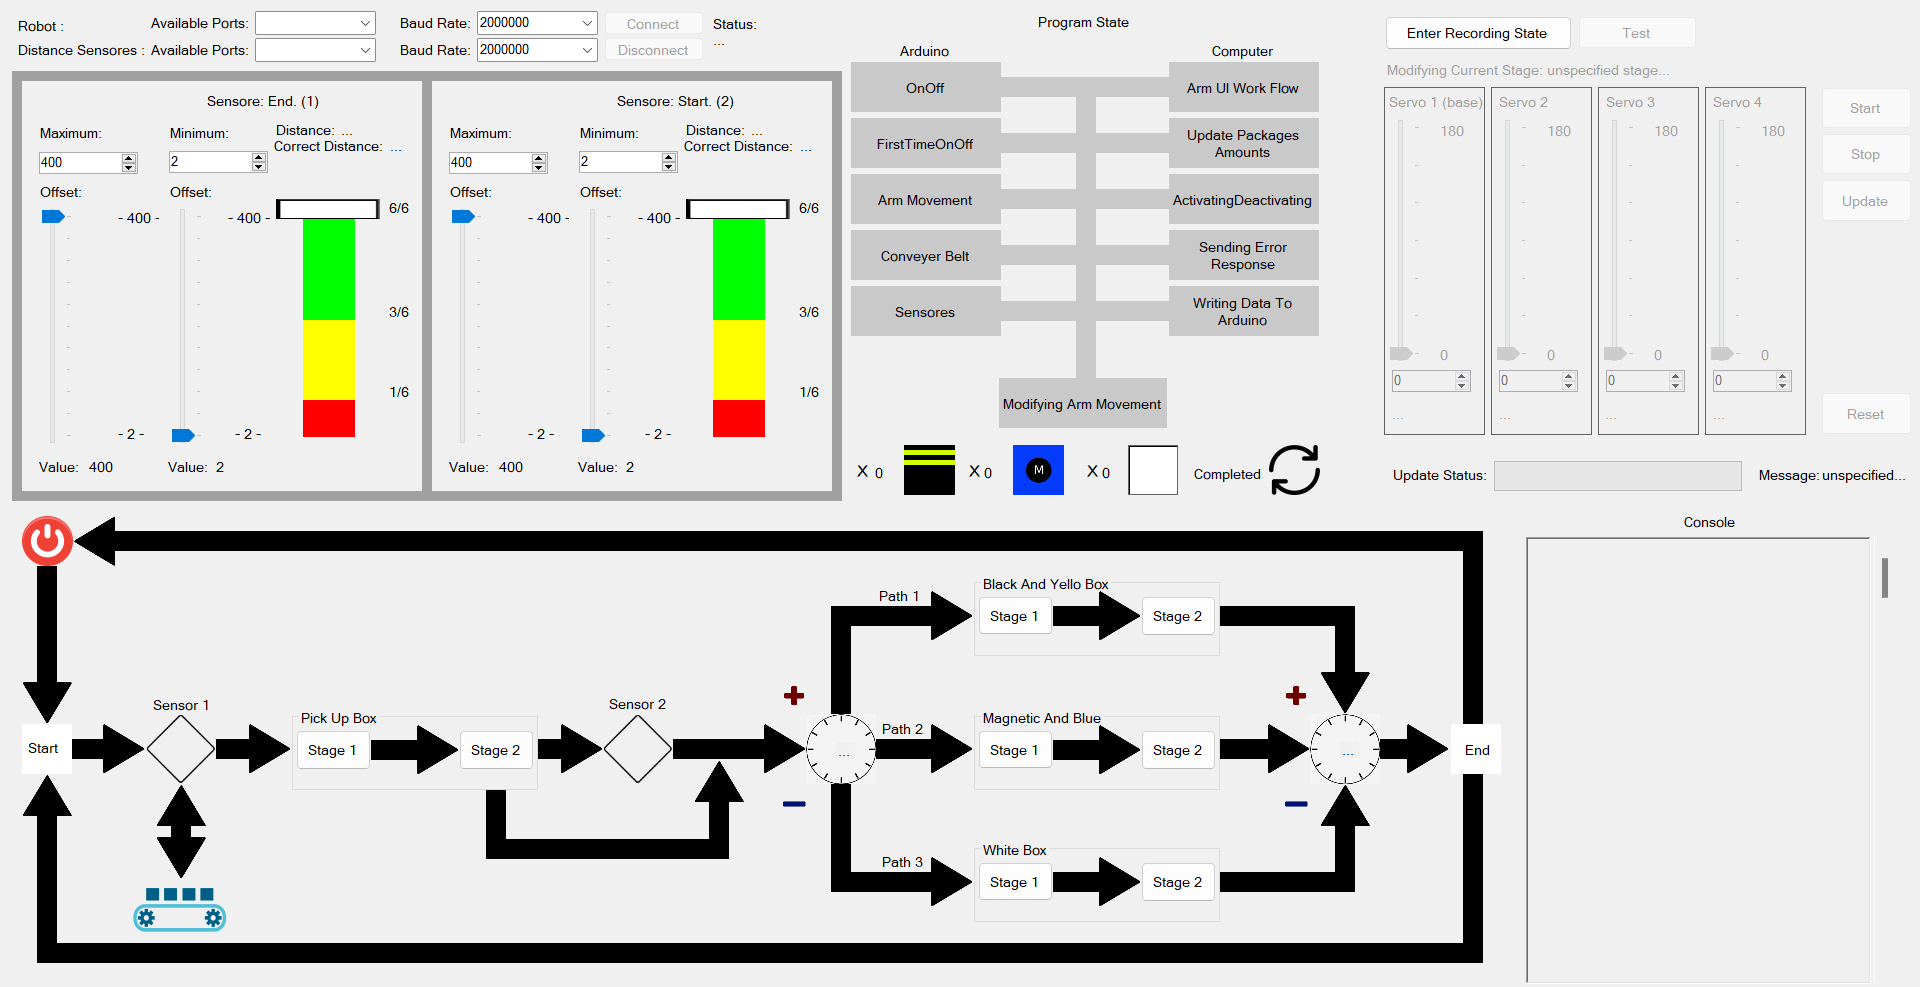 Robot :
Available Ports:
Baud Rate:
2000000
Connect
Status:
Distance Sensores :
Available Ports:
Baud Rate:
2000000
Disconnect
...
Sensore: End. (1)
Maximum:
Minimum:
Distance: ...
Correct Distance: ...
400
2
Offset:
Offset:
- 400 -
- 400 -
6/6
3/6
1/6
- 2 -
- 2 -
Value: 400
Value: 2
Sensore: Start. (2)
Maximum:
Minimum:
Distance: ...
Correct Distance: ...
400
2
Offset:
Offset:
- 400 -
- 400 -
6/6
3/6
1/6
- 2 -
- 2 -
Value: 400
Value: 2
Program State
Arduino
Computer
OnOff
Arm UI Work Flow
FirstTimeOnOff
Update Packages
Amounts
Arm Movement
ActivatingDeactivating
Conveyer Belt
Sending Error
Response
Sensores
Writing Data To
Arduino
Modifying Arm Movement
X 0
X 0
M
X 0
Completed
Enter Recording State
Test
Modifying Current Stage: unspecified stage...
Servo 1 (base)
180
0
0
...
Servo 2
180
0
0
...
Servo 3
180
0
0
...
Servo 4
180
0
0
...
Start
Stop
Update
Reset
Update Status:
Message: unspecified...
Console
Start
Sensor 1
Pick Up Box
Stage 1
Stage 2
Sensor 2
...
Path 1
Black And Yello Box
Stage 1
Stage 2
Path 2
Magnetic And Blue
Stage 1
Stage 2
Path 3
White Box
Stage 1
Stage 2
...
End